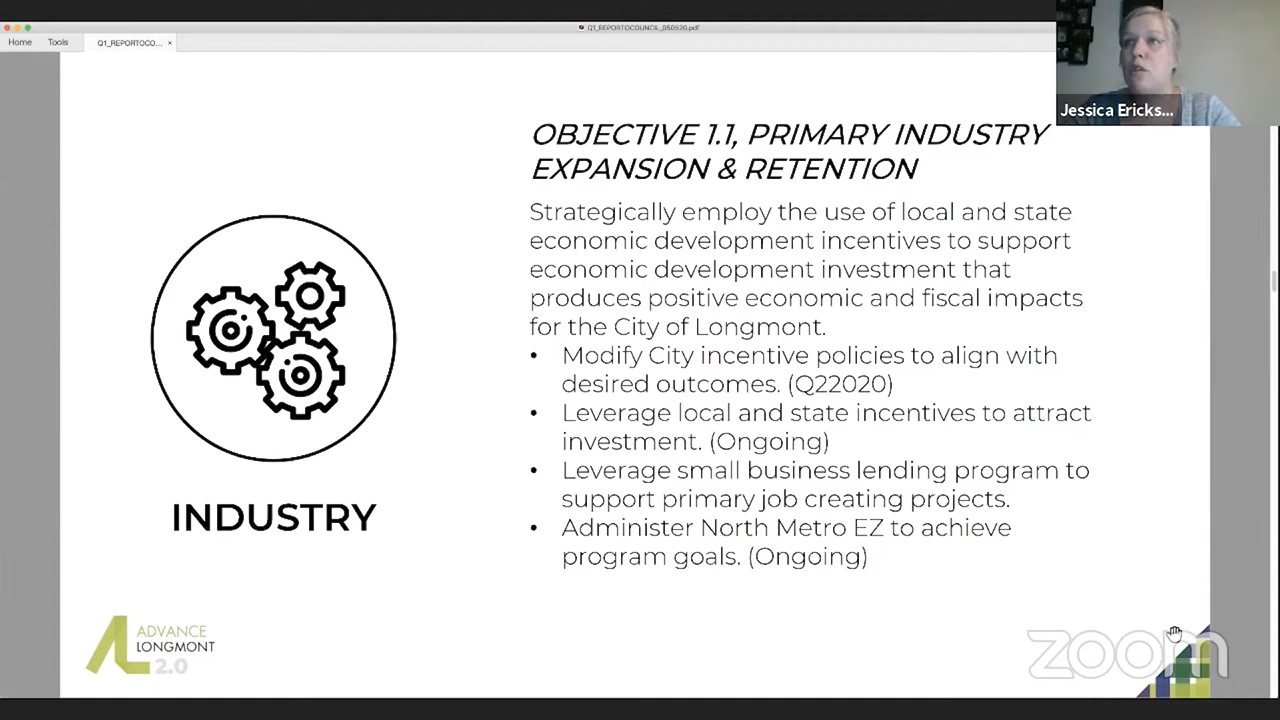 Q1_REPORTOCOUNCIL_050520.pdf
Home Tools Q1_REPORTOCO... ×
Jessica Ericks...
OBJECTIVE 1.1, PRIMARY INDUSTRY
EXPANSION & RETENTION
Strategically employ the use of local and state
economic development incentives to support
economic development investment that
produces positive economic and fiscal impacts
for the City of Longmont.
• Modify City incentive policies to align with
desired outcomes. (Q22020)
• Leverage local and state incentives to attract
investment. (Ongoing)
• Leverage small business lending program to
support primary job creating projects.
• Administer North Metro EZ to achieve
program goals. (Ongoing)
INDUSTRY
ADVANCE
LONGMONT
2.0
zoom